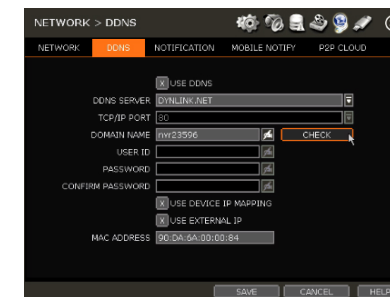 NETWORK > DDNS
NETWORK DDNS NOTIFICATION MOBILE NOTIFY P2P CLOUD
X USE DDNS
DDNS SERVER DYNLINK.NET
TCP/IP PORT 80
DOMAIN NAME nvr23596 CHECK
USER ID
PASSWORD
CONFIRM PASSWORD
X USE DEVICE IP MAPPING
X USE EXTERNAL IP
MAC ADDRESS 90:DA:6A:00:00:84
SAVE CANCEL HELP